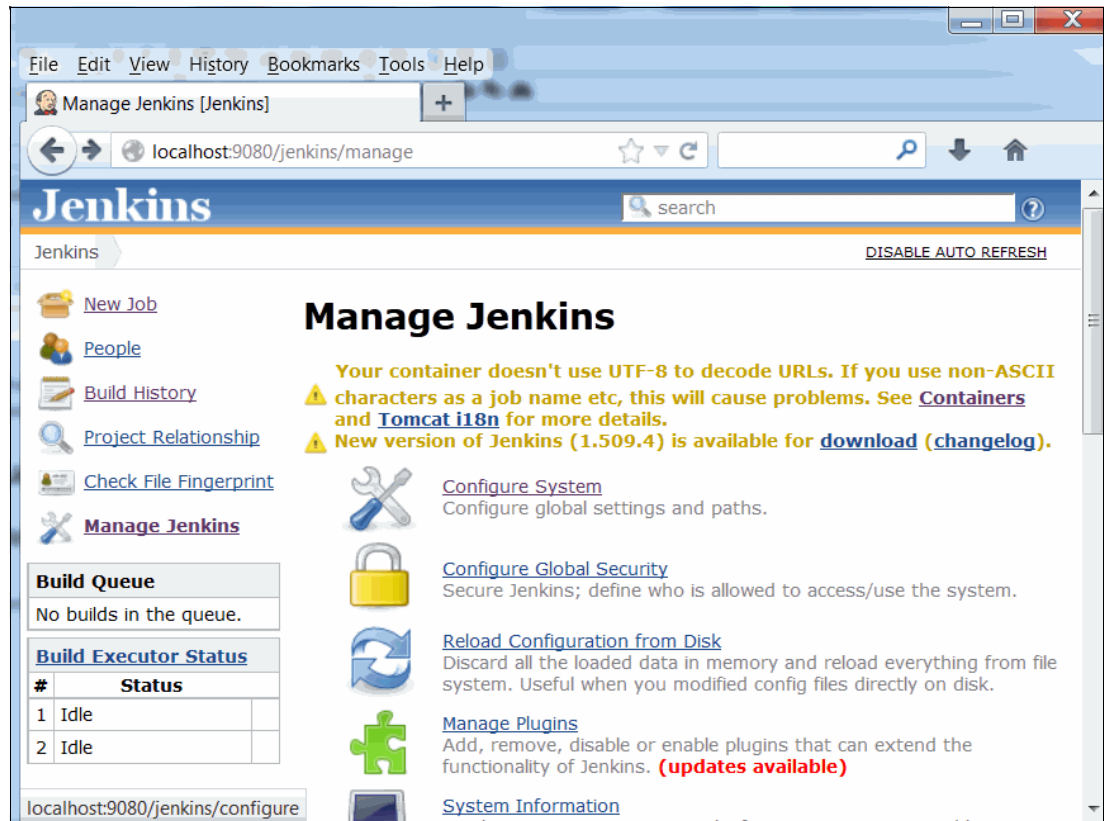 File Edit View History Bookmarks Tools Help
Manage Jenkins [Jenkins]
localhost:9080/jenkins/manage
Jenkins
search
Jenkins
DISABLE AUTO REFRESH
New Job
People
Build History
Project Relationship
Check File Fingerprint
Manage Jenkins
Build Queue
No builds in the queue.
Build Executor Status
# Status
1 Idle
2 Idle
Manage Jenkins
Your container doesn't use UTF-8 to decode URLs. If you use non-ASCII
characters as a job name etc, this will cause problems. See Containers
and Tomcat i18n for more details.
New version of Jenkins (1.509.4) is available for download (changelog).
Configure System
Configure global settings and paths.
Configure Global Security
Secure Jenkins; define who is allowed to access/use the system.
Reload Configuration from Disk
Discard all the loaded data in memory and reload everything from file
system. Useful when you modified config files directly on disk.
Manage Plugins
Add, remove, disable or enable plugins that can extend the
functionality of Jenkins. (updates available)
System Information
localhost:9080/jenkins/configure